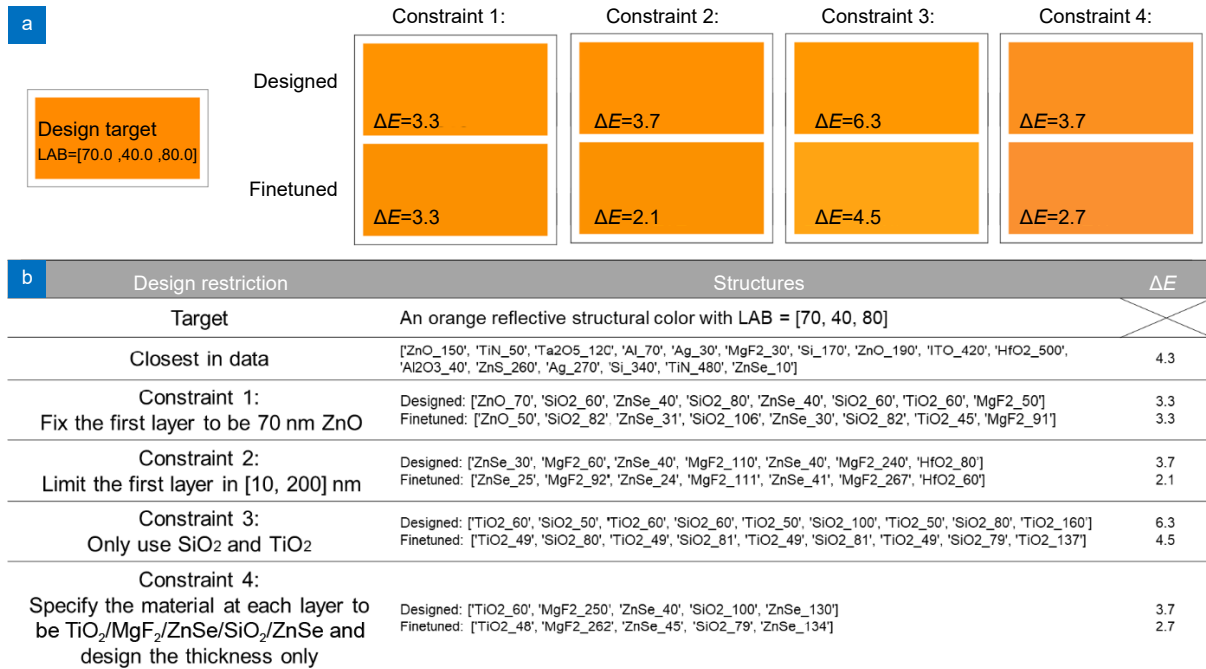 a
Constraint 1:
Constraint 2:
Constraint 3:
Constraint 4:
Design target
LAB=[70.0 ,40.0 ,80.0]
Designed
ΔE=3.3
ΔE=3.7
ΔE=6.3
ΔE=3.7
Finetuned
ΔE=3.3
ΔE=2.1
ΔE=4.5
ΔE=2.7
b
Design restriction
Structures
ΔE
Target
An orange reflective structural color with LAB = [70, 40, 80]
Closest in data
['ZnO_150', 'TiN_50', 'Ta2O5_120', 'Al_70', 'Ag_30', 'MgF2_30', 'Si_170', 'ZnO_190', 'ITO_420', 'HfO2_500',
'Al2O3_40', 'ZnS_260', 'Ag_270', 'Si_340', 'TiN_480', 'ZnSe_10']
4.3
Constraint 1:
Fix the first layer to be 70 nm ZnO
Designed: ['ZnO_70', 'SiO2_60', 'ZnSe_40', 'SiO2_80', 'ZnSe_40', 'SiO2_60', 'TiO2_60', 'MgF2_50']
3.3
Finetuned: ['ZnO_50', 'SiO2_82', 'ZnSe_31', 'SiO2_106', 'ZnSe_30', 'SiO2_82', 'TiO2_45', 'MgF2_91']
3.3
Constraint 2:
Limit the first layer in [10, 200] nm
Designed: ['ZnSe_30', 'MgF2_60', 'ZnSe_40', 'MgF2_110', 'ZnSe_40', 'MgF2_240', 'HfO2_80']
3.7
Finetuned: ['ZnSe_25', 'MgF2_92', 'ZnSe_24', 'MgF2_111', 'ZnSe_41', 'MgF2_267', 'HfO2_60']
2.1
Constraint 3:
Only use SiO₂ and TiO₂
Designed: ['TiO2_60', 'SiO2_50', 'TiO2_60', 'SiO2_60', 'TiO2_50', 'SiO2_100', 'TiO2_50', 'SiO2_80', 'TiO2_160']
6.3
Finetuned: ['TiO2_49', 'SiO2_80', 'TiO2_49', 'SiO2_81', 'TiO2_49', 'SiO2_81', 'TiO2_49', 'SiO2_79', 'TiO2_137']
4.5
Constraint 4:
Specify the material at each layer to
be TiO₂/MgF₂/ZnSe/SiO₂/ZnSe and
design the thickness only
Designed: ['TiO2_60', 'MgF2_250', 'ZnSe_40', 'SiO2_100', 'ZnSe_130']
3.7
Finetuned: ['TiO2_48', 'MgF2_262', 'ZnSe_45', 'SiO2_79', 'ZnSe_134']
2.7